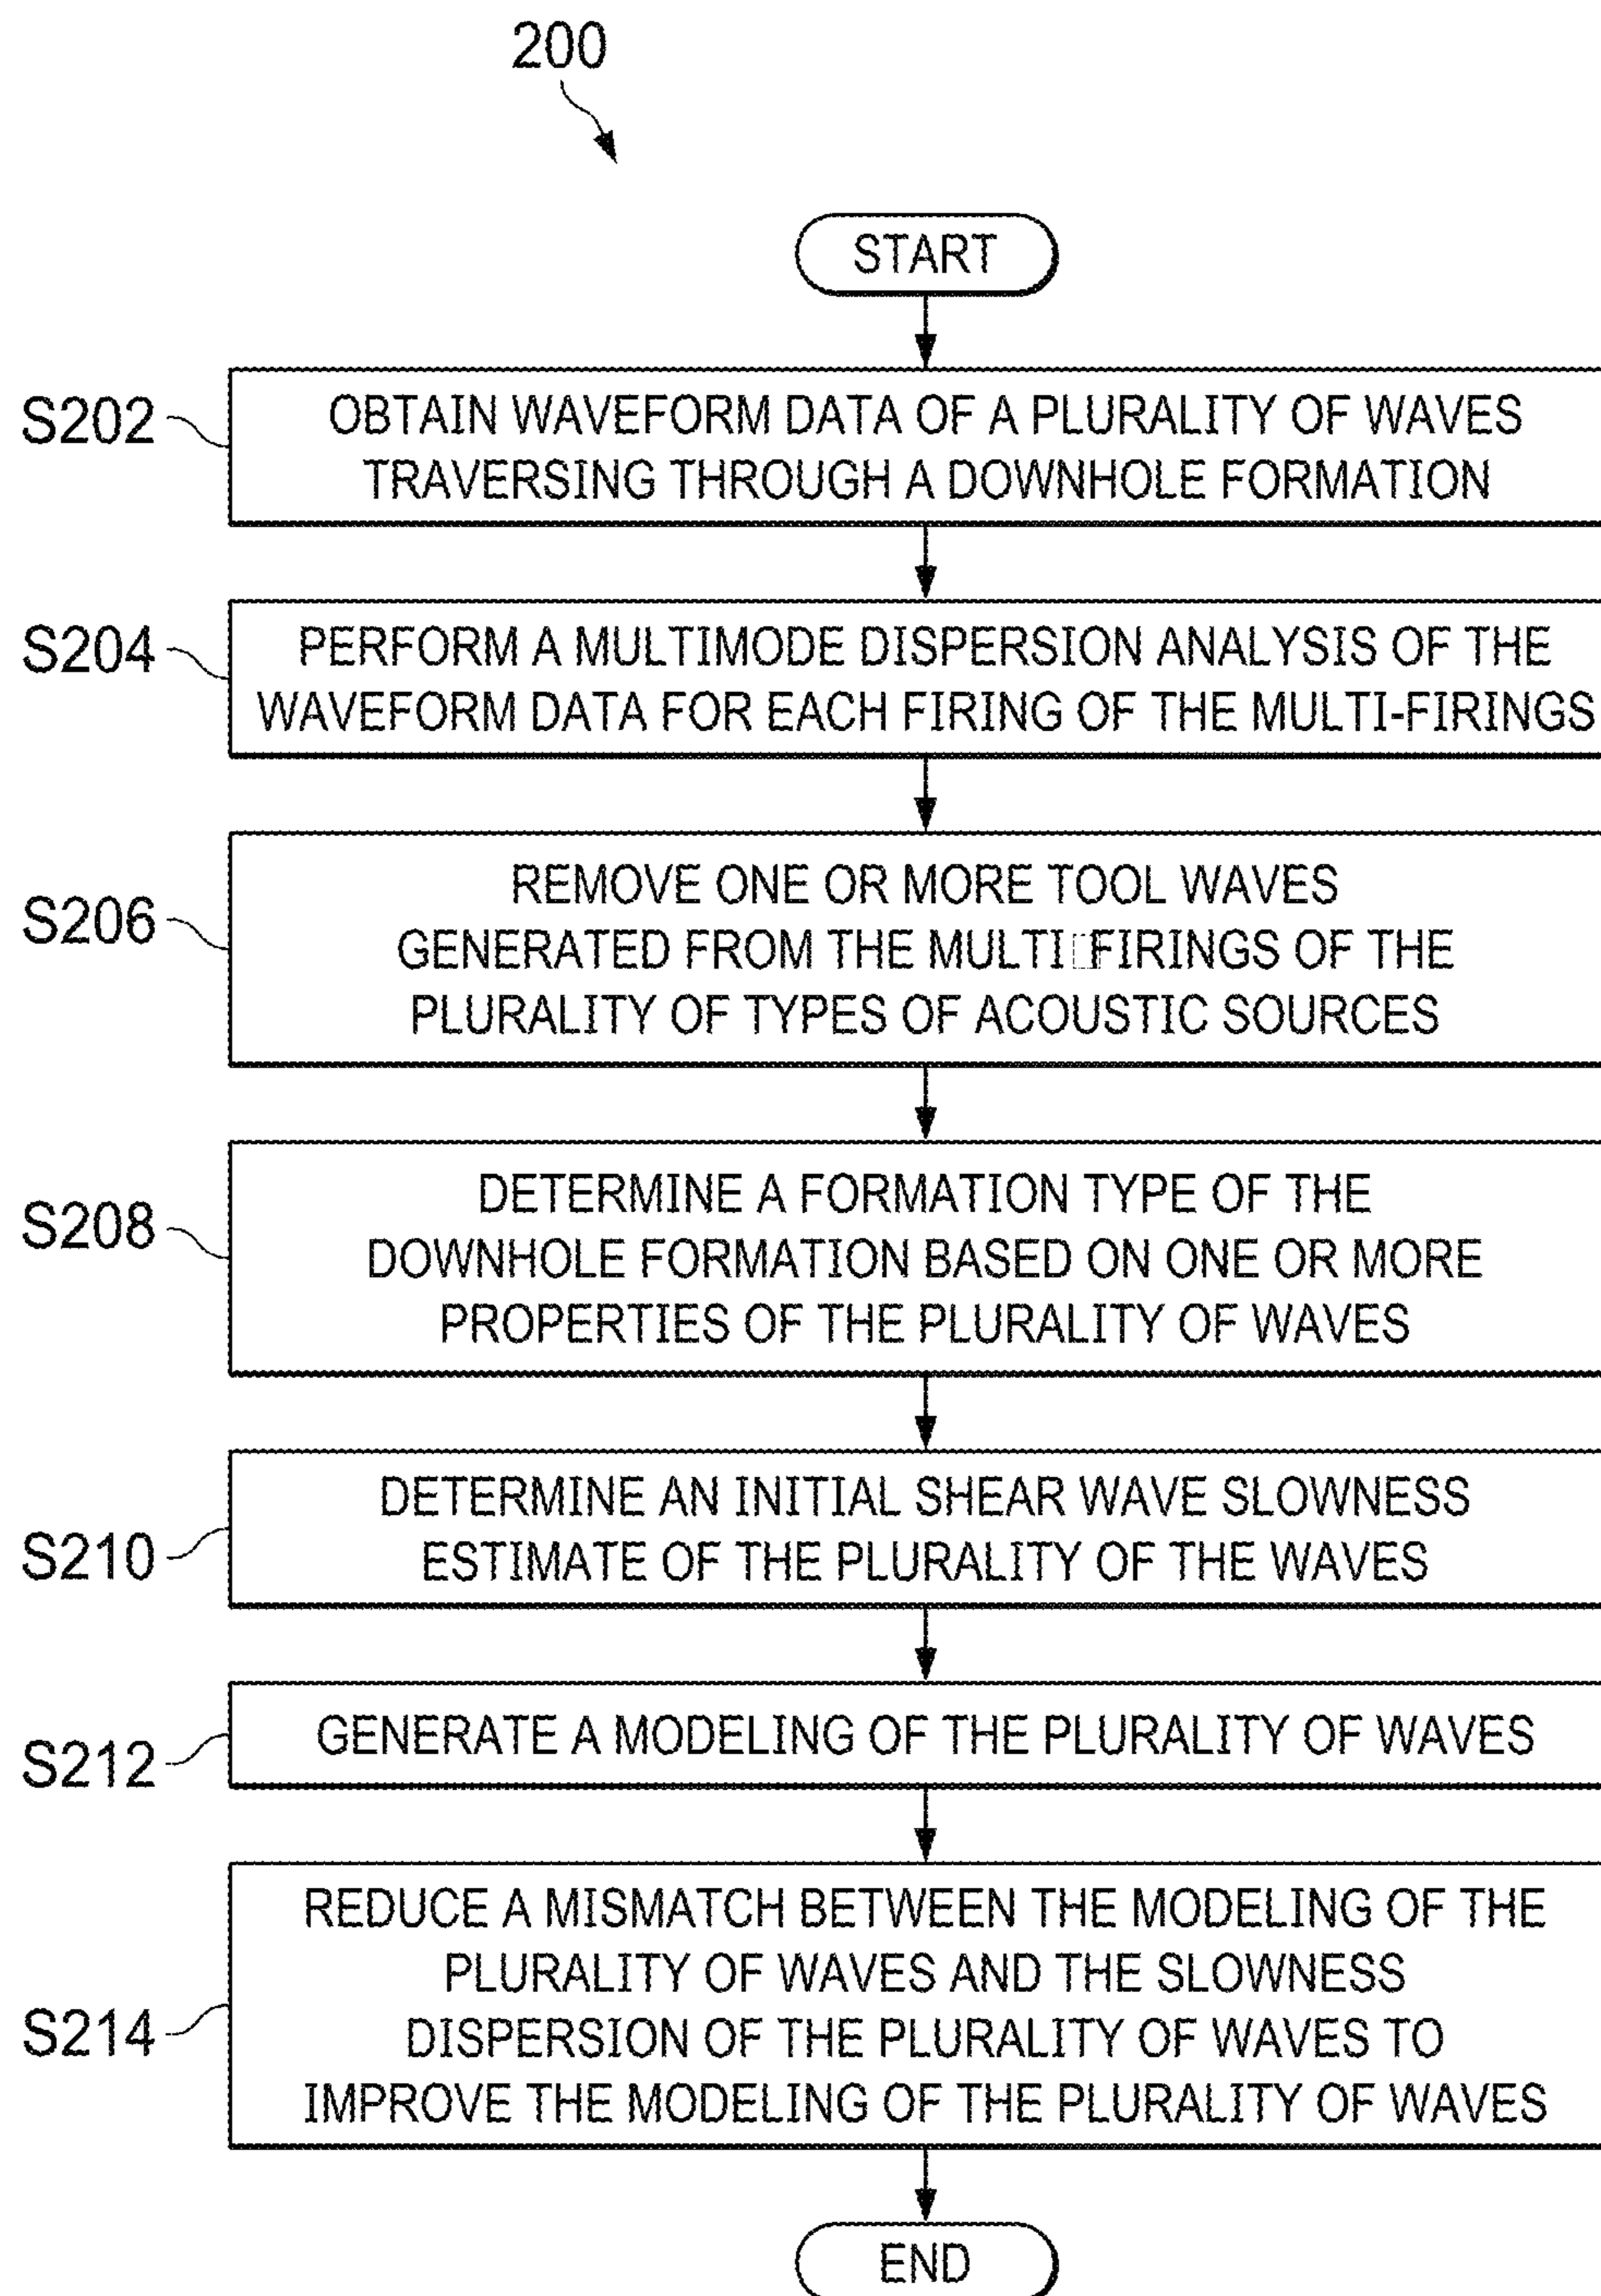 200
START
S202
OBTAIN WAVEFORM DATA OF A PLURALITY OF WAVES
TRAVERSING THROUGH A DOWNHOLE FORMATION
S204
PERFORM A MULTIMODE DISPERSION ANALYSIS OF THE
WAVEFORM DATA FOR EACH FIRING OF THE MULTI-FIRINGS
S206
REMOVE ONE OR MORE TOOL WAVES
GENERATED FROM THE MULTI□FIRINGS OF THE
PLURALITY OF TYPES OF ACOUSTIC SOURCES
S208
DETERMINE A FORMATION TYPE OF THE
DOWNHOLE FORMATION BASED ON ONE OR MORE
PROPERTIES OF THE PLURALITY OF WAVES
S210
DETERMINE AN INITIAL SHEAR WAVE SLOWNESS
ESTIMATE OF THE PLURALITY OF THE WAVES
S212
GENERATE A MODELING OF THE PLURALITY OF WAVES
S214
REDUCE A MISMATCH BETWEEN THE MODELING OF THE
PLURALITY OF WAVES AND THE SLOWNESS
DISPERSION OF THE PLURALITY OF WAVES TO
IMPROVE THE MODELING OF THE PLURALITY OF WAVES
END